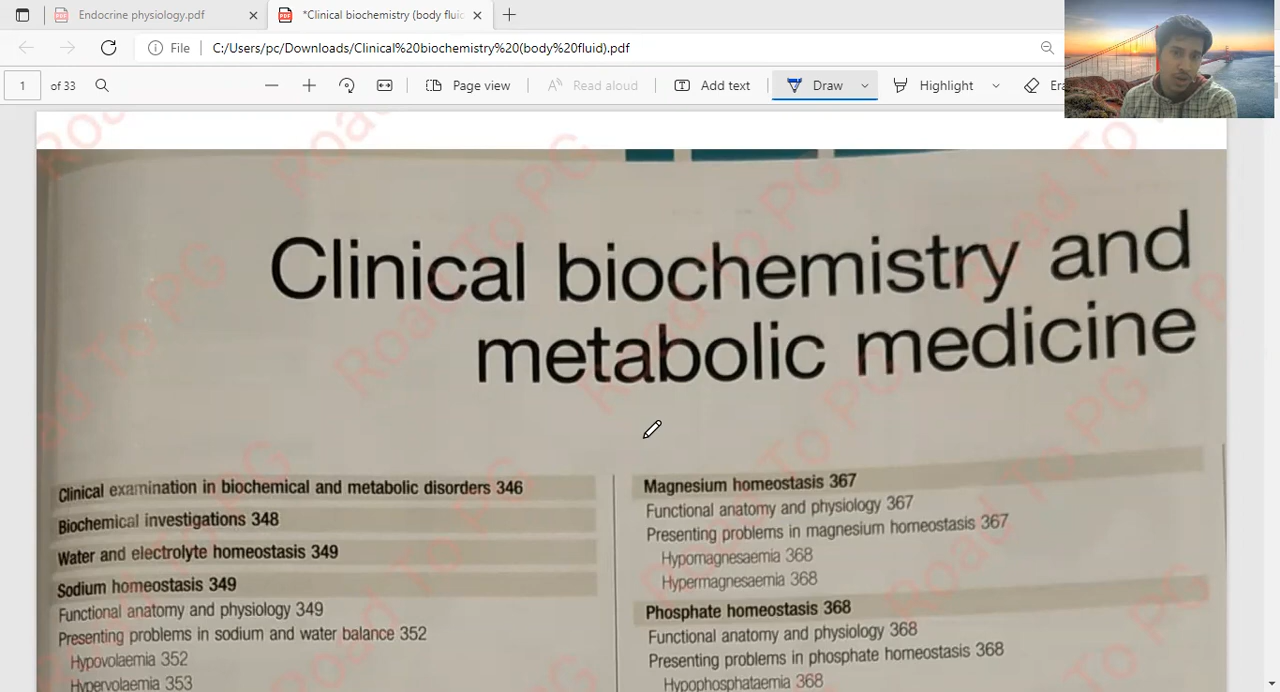 Endocrine physiology.pdf
*Clinical biochemistry (body fluid
File
C:/Users/pc/Downloads/Clinical%20Biochemistry%20(body%20fluid).pdf
1 of 33
Page view
Read aloud
Add text
Draw
Highlight
Era
Clinical biochemistry and
metabolic medicine
Clinical examination in biochemical and metabolic disorders 346
Biochemical investigations 348
Water and electrolyte homeostasis 349
Sodium homeostasis 349
Functional anatomy and physiology 349
Presenting problems in sodium and water balance 352
Hypovolaemia 352
Hypervolaemia 353
Magnesium homeostasis 367
Functional anatomy and physiology 367
Presenting problems in magnesium homeostasis 367
Hypomagnesaemia 368
Hypermagnesaemia 368
Phosphate homeostasis 368
Functional anatomy and physiology 368
Presenting problems in phosphate homeostasis 368
Hypophosphataemia 368
Road To PG